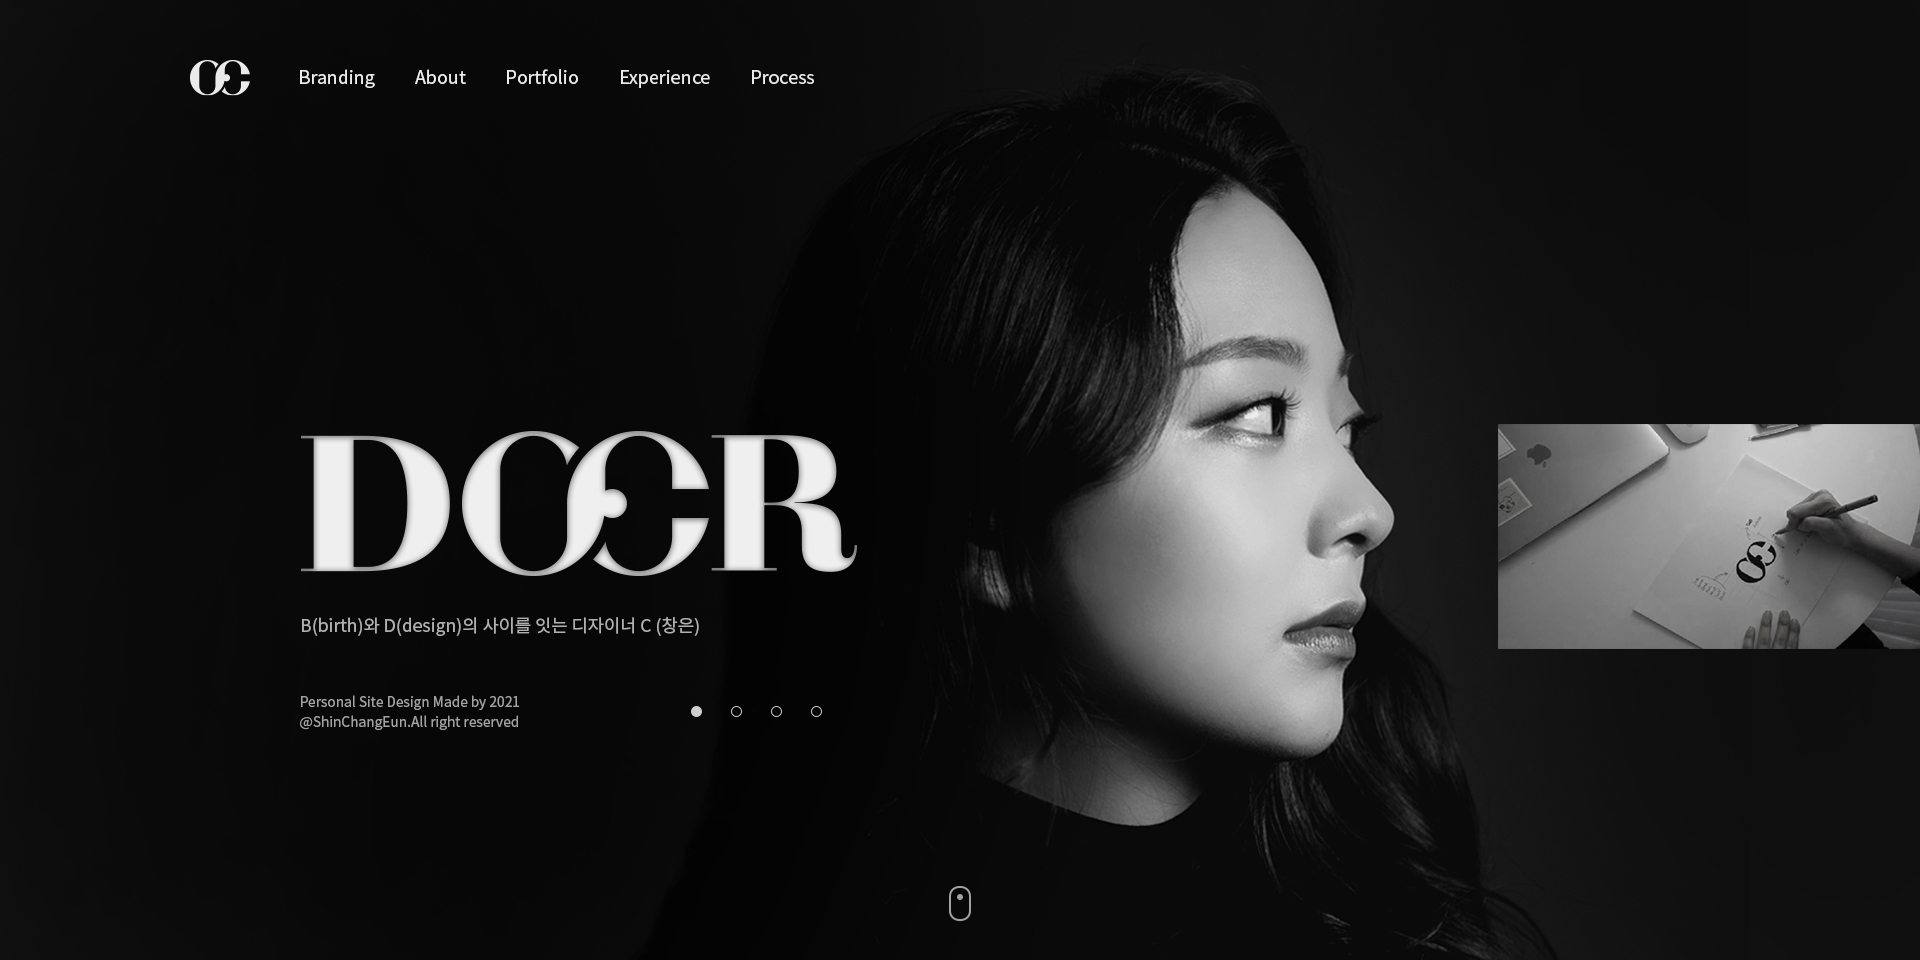 Branding About Portfolio Experience Process
DOOR
B(birth)와 D(design)의 사이를 잇는 디자이너 C (창은)
Personal Site Design Made by 2021
@ShinChangEun.All right reserved